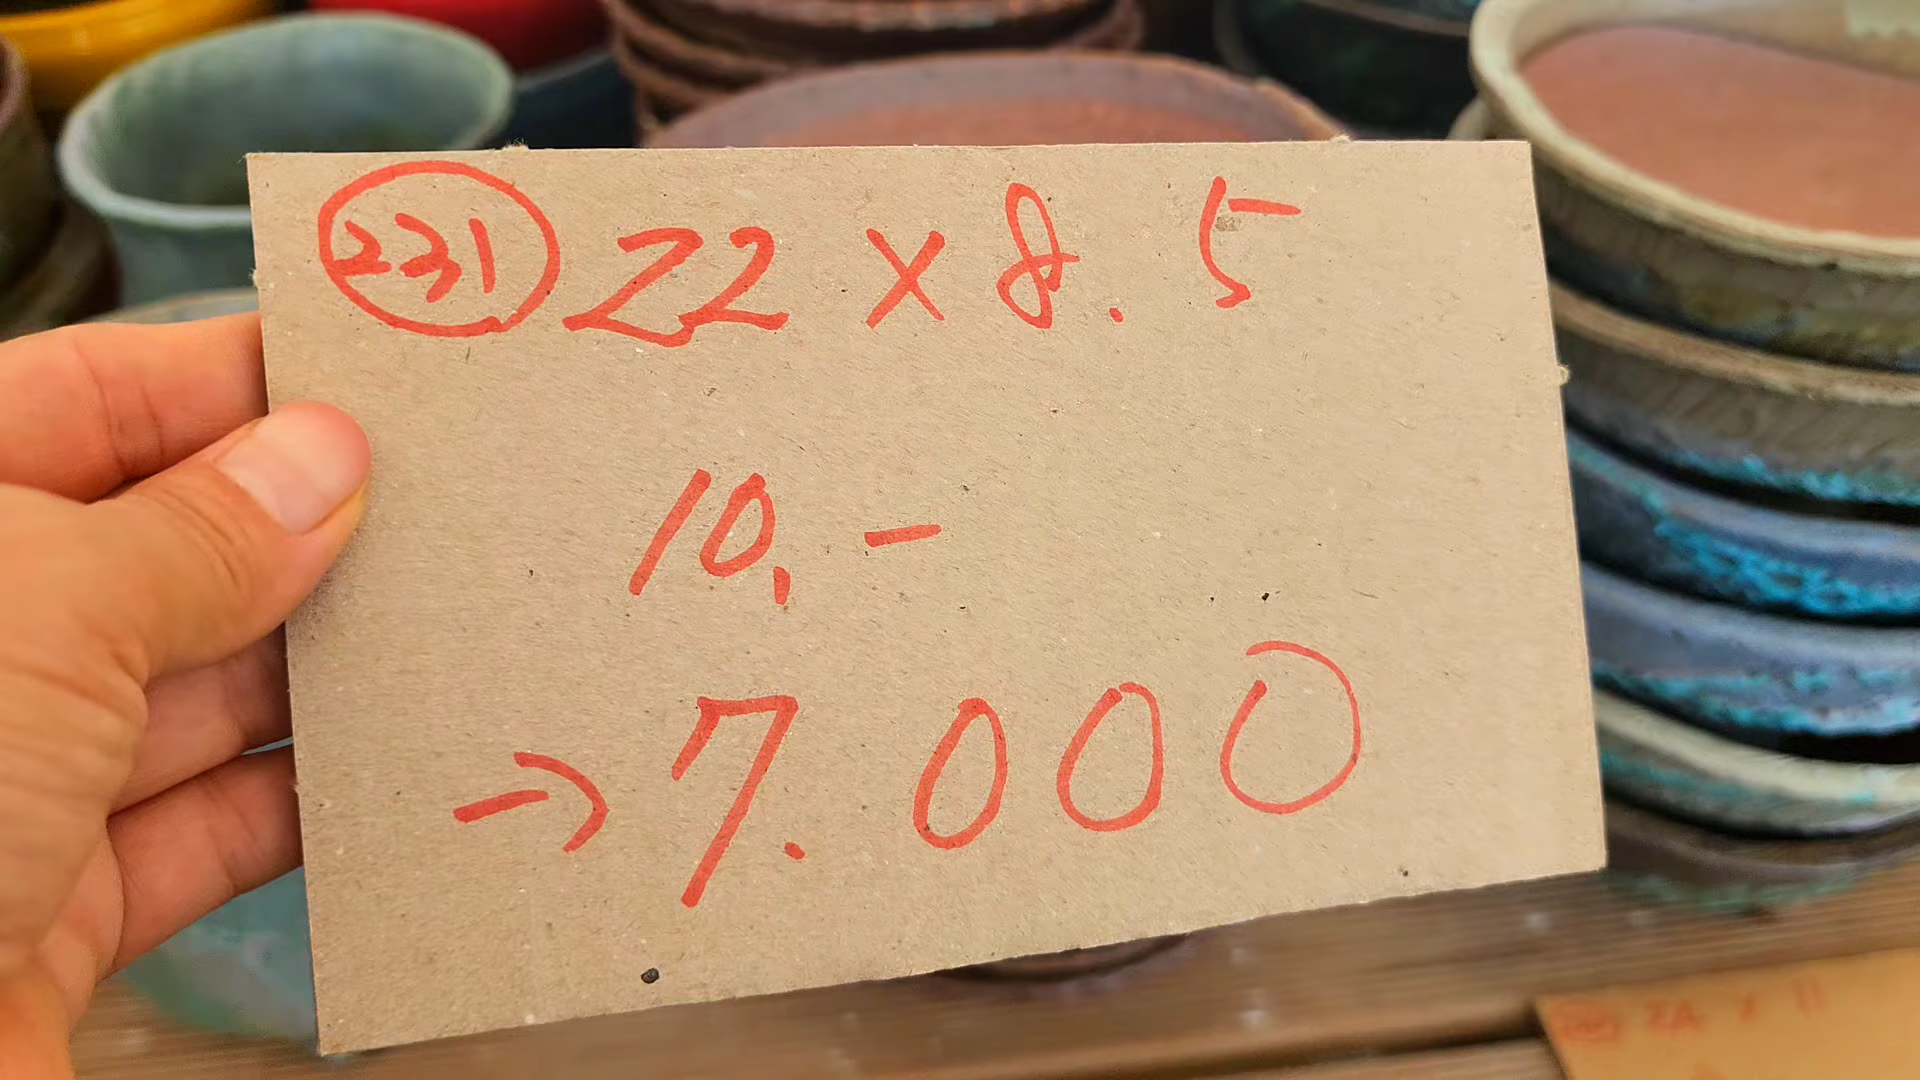 231 22 x 8.5
10,-
→ 7.000